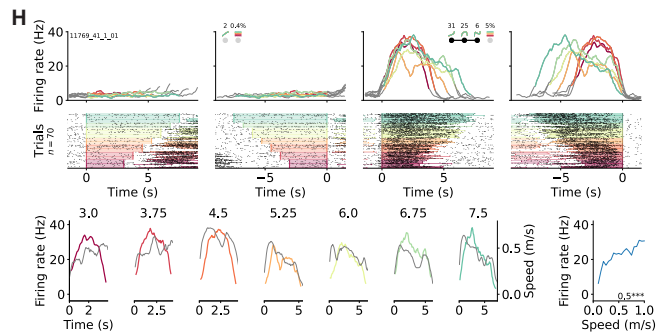 H
11769_41_1_01
2 0.4%
31 25 6 5%
Firing rate (Hz)
40
20
0
Trials
n = 70
0 5
−5 0
0 5
−5 0
Time (s)
Time (s)
Time (s)
Time (s)
3.0 3.75 4.5 5.25 6.0 6.75 7.5
Firing rate (Hz)
40
20
0
0 2
0 2.5
0 2.5
0 5
0 5
0 5
0 5
Time (s)
0.5
0.0
Speed (m/s)
Firing rate (Hz)
40
20
0
0.5***
0.0 0.5 1.0
Speed (m/s)